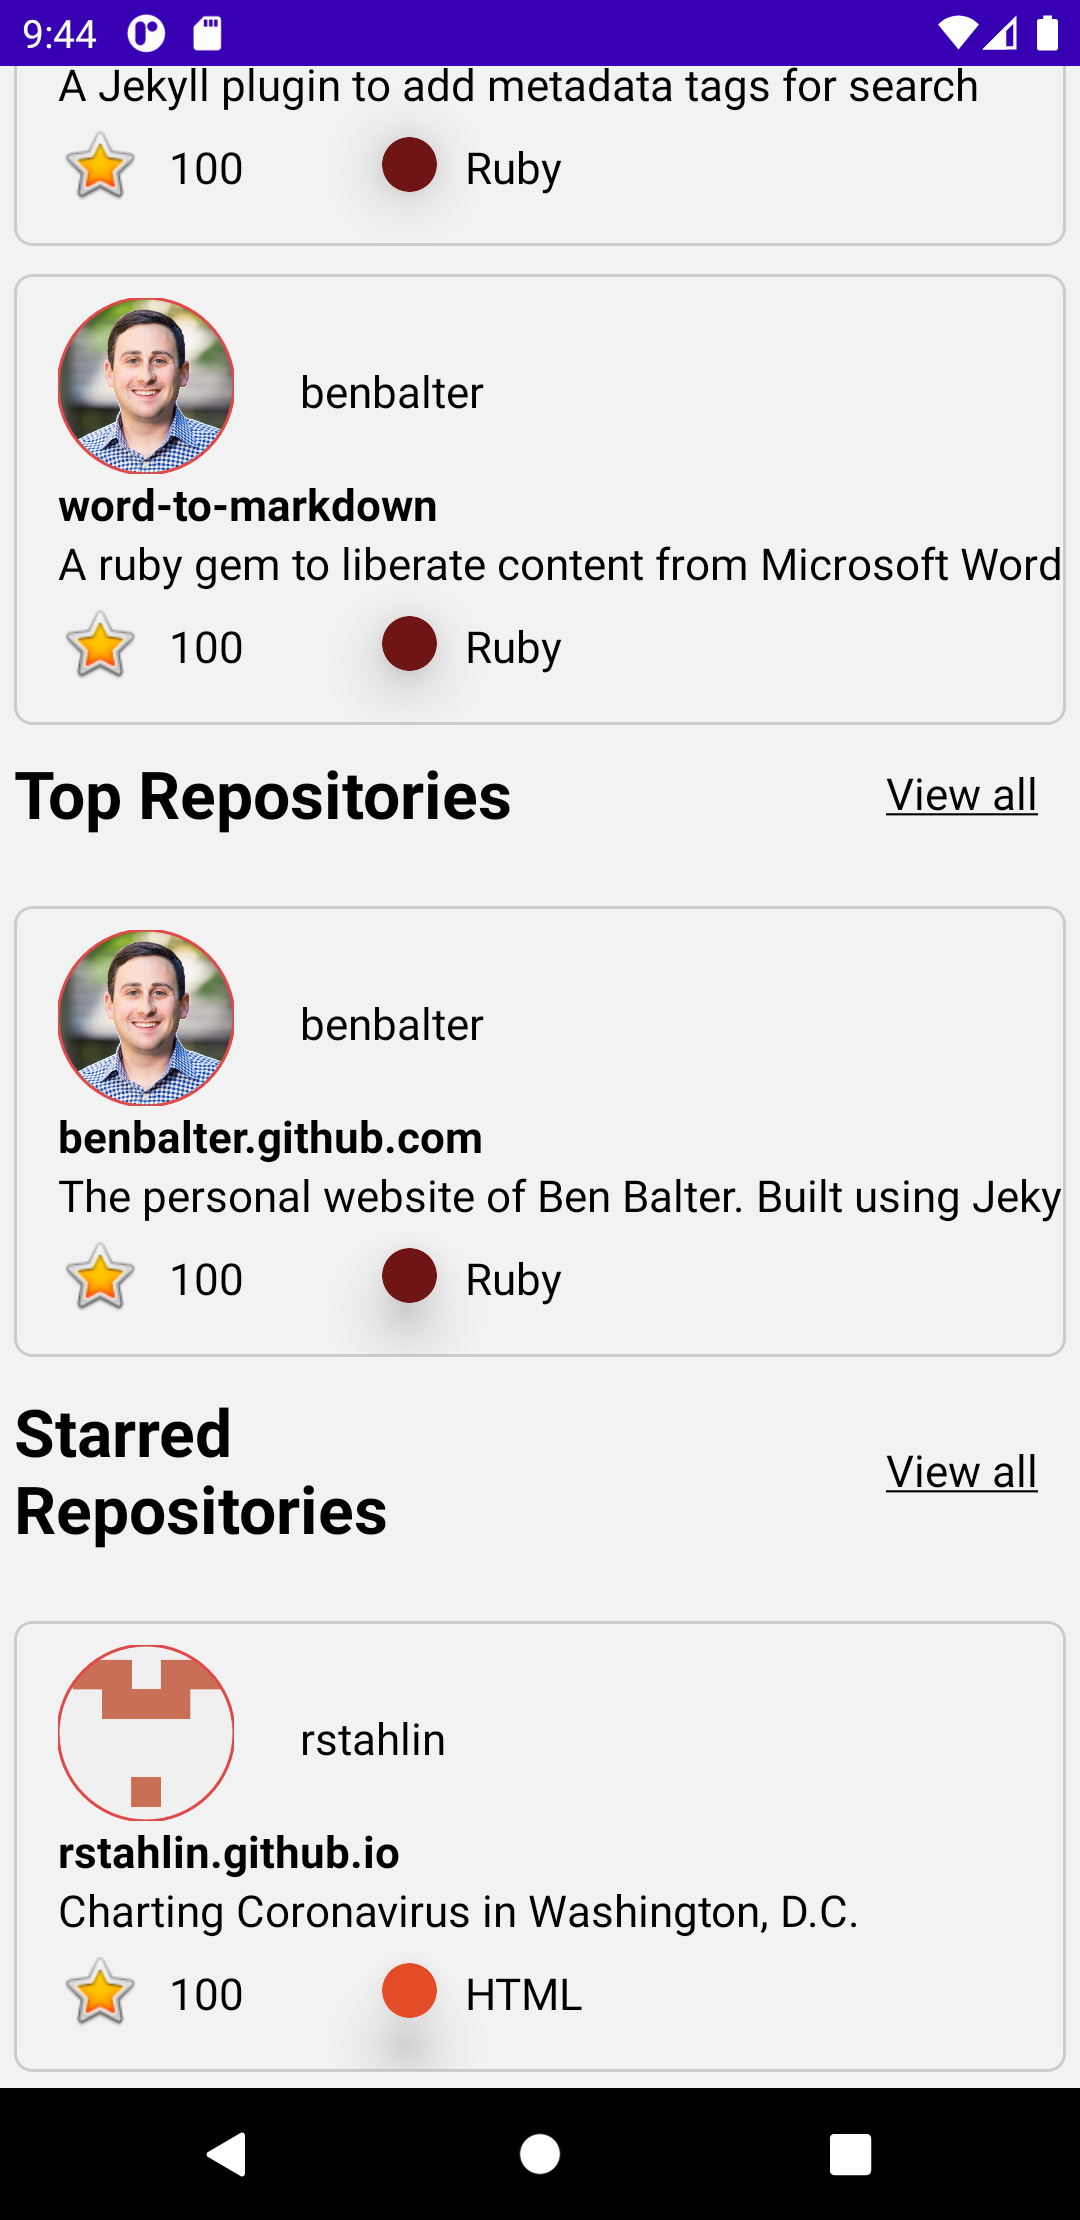 9:44
A Jekyll plugin to add metadata tags for search
100 Ruby
benbalter
word-to-markdown
A ruby gem to liberate content from Microsoft Word
100 Ruby
Top Repositories View all
benbalter
benbalter.github.com
The personal website of Ben Balter. Built using Jeky
100 Ruby
Starred
Repositories
View all
rstahlin
rstahlin.github.io
Charting Coronavirus in Washington, D.C.
100 HTML